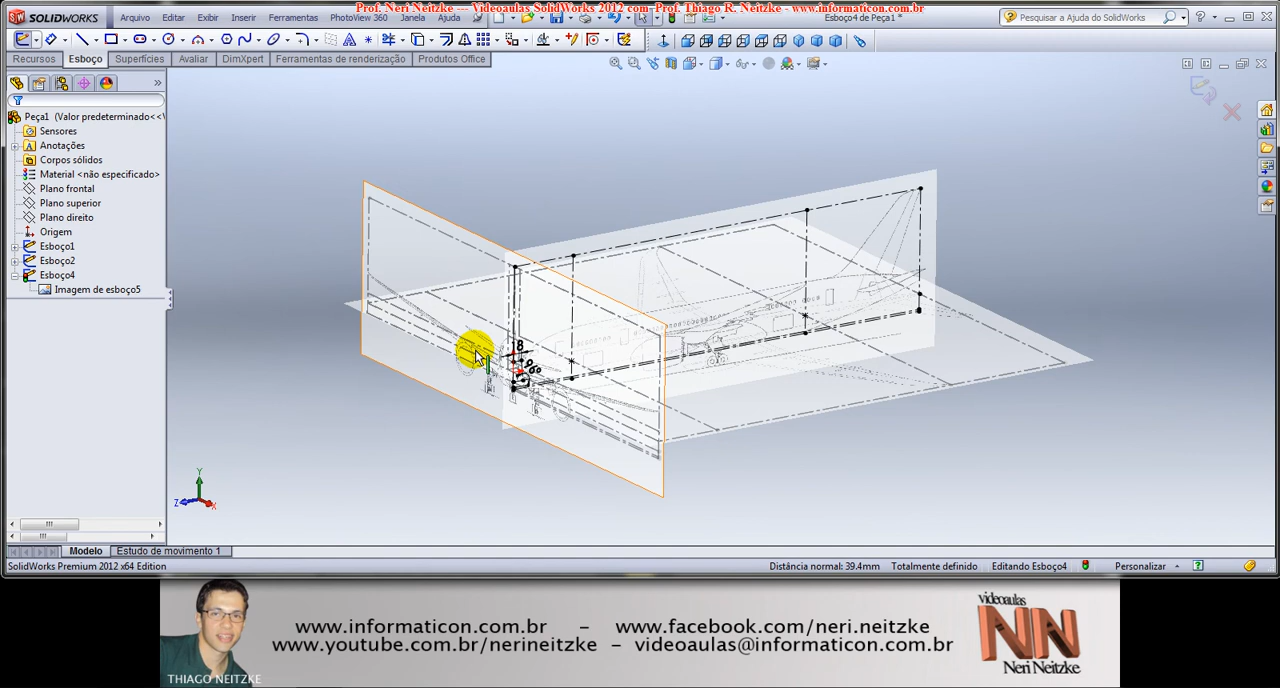 Prof. Neri Neitzke --- Videoaulas SolidWorks 2012 com- Prof. Thiago R. Neitzke - www.informaticon.com.br
SOLIDWORKS
Arquivo Editar Exibir Inserir Ferramentas PhotoView 360 Janela Ajuda
Esboço4 de Peça1 *
Pesquisar a Ajuda do SolidWorks
Recursos Esboço Superfícies Avaliar DimXpert Ferramentas de renderização Produtos Office
Peça1 (Valor predeterminado<<\
Sensores
Anotações
Corpos sólidos
Material <não especificado>
Plano frontal
Plano superior
Plano direito
Origem
Esboço1
Esboço2
Esboço4
Imagem de esboço5
8
Y
Z
X
Modelo Estudo de movimento 1
SolidWorks Premium 2012 x64 Edition
Distância normal: 39.4mm Totalmente definido Editando Esboço4 Personalizar
www.informaticon.com.br - www.facebook.com/neri.neitzke
www.youtube.com.br/nerineitzke - videoaulas@informaticon.com.br
THIAGO NEITZKE
videoaulas
NN
Neri Neitzke